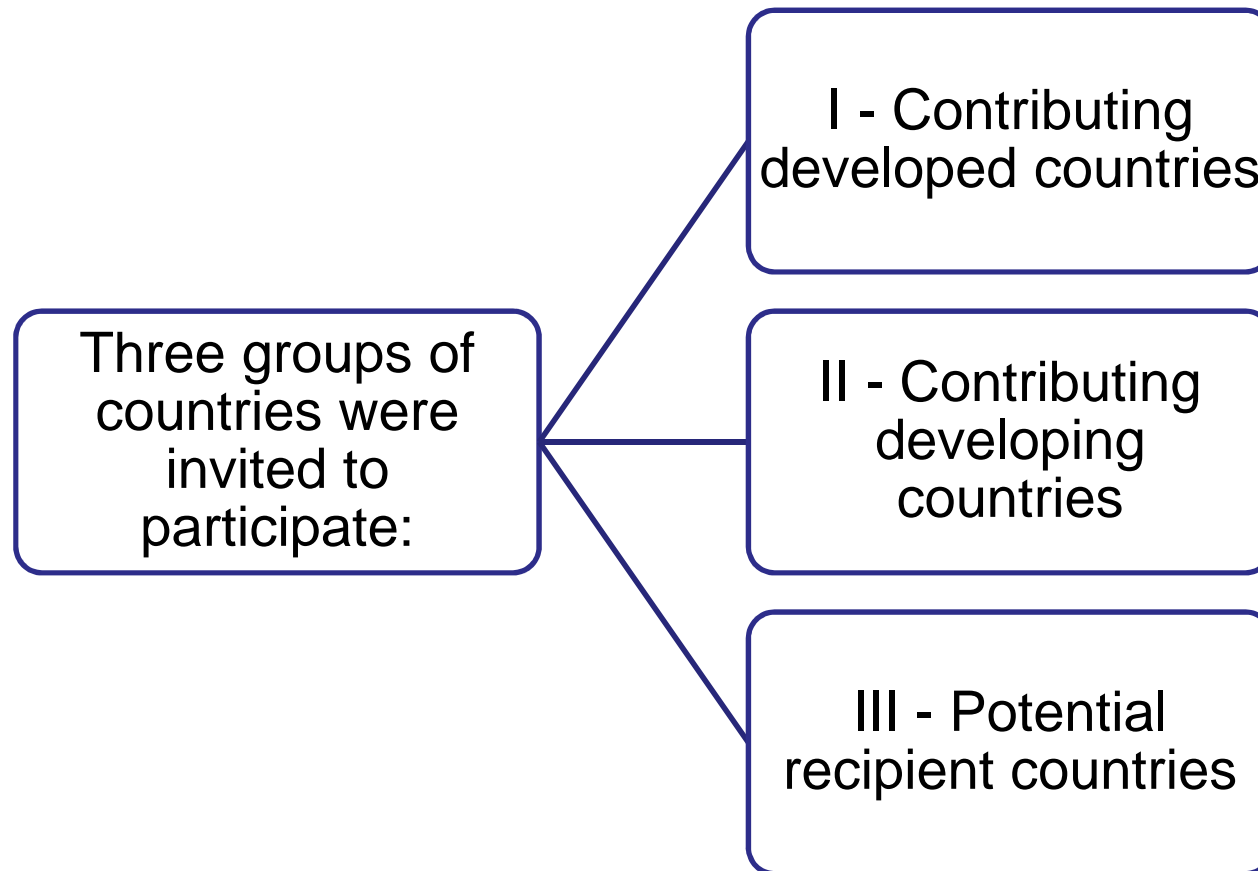 Three groups of
countries were
invited to
participate:
I - Contributing
developed countries
II - Contributing
developing
countries
III - Potential
recipient countries